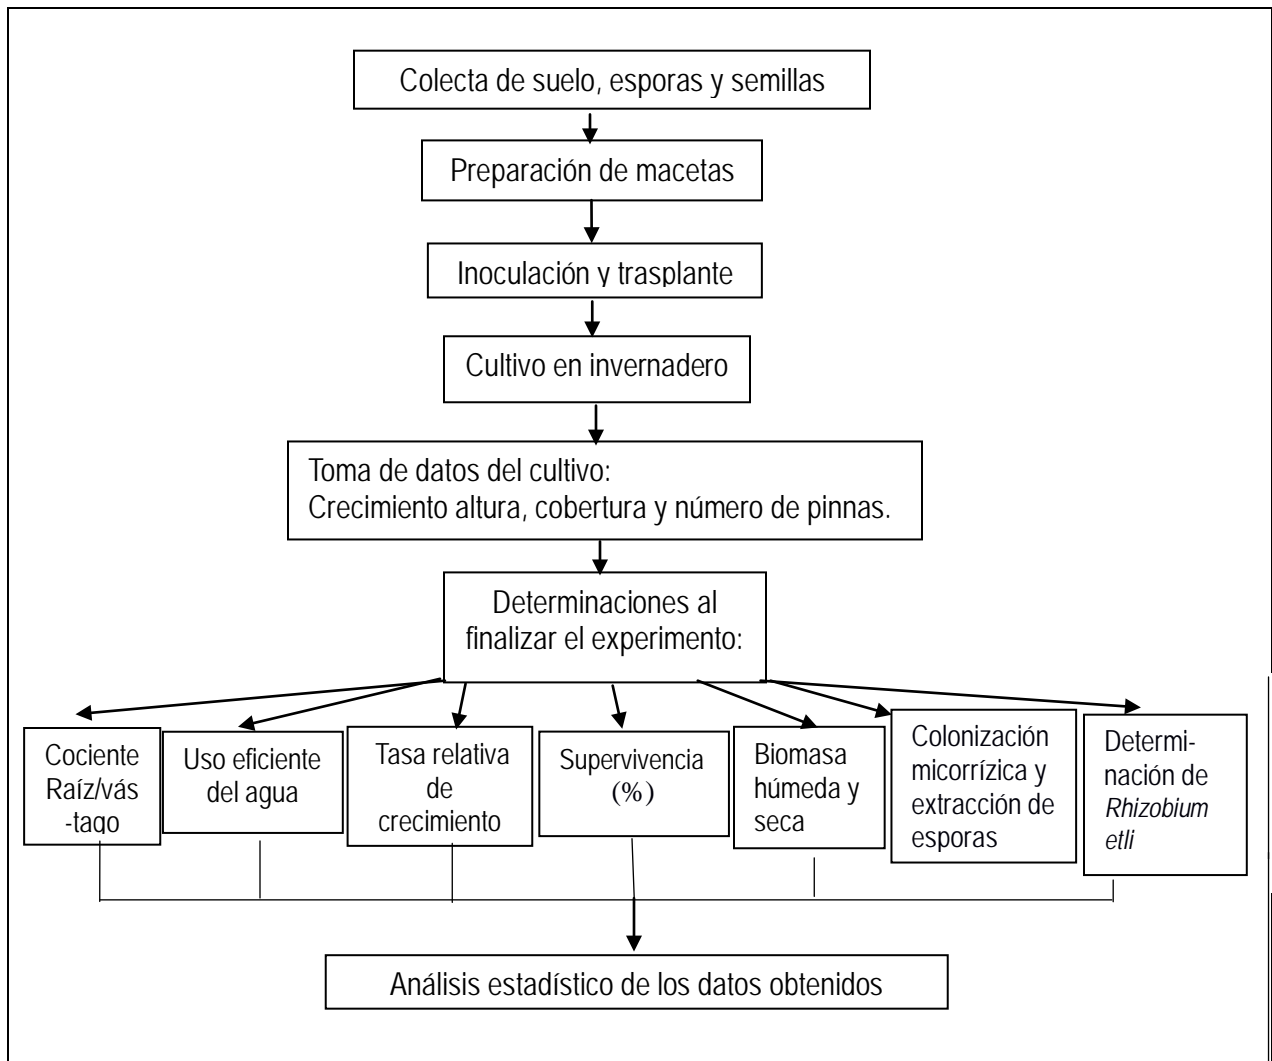 Colecta de suelo, esporas y semillas
Preparación de macetas
Inoculación y trasplante
Cultivo en invernadero
Toma de datos del cultivo:
Crecimiento altura, cobertura y número de pinnas.
Determinaciones al
finalizar el experimento:
Cociente
Raíz/vás
-tago
Uso eficiente
del agua
Tasa relativa
de
crecimiento
Supervivencia
(%)
Biomasa
húmeda y
seca
Colonización
micorrízica y
extracción de
esporas
Determi-
nación de
Rhizobium
etli
Análisis estadístico de los datos obtenidos